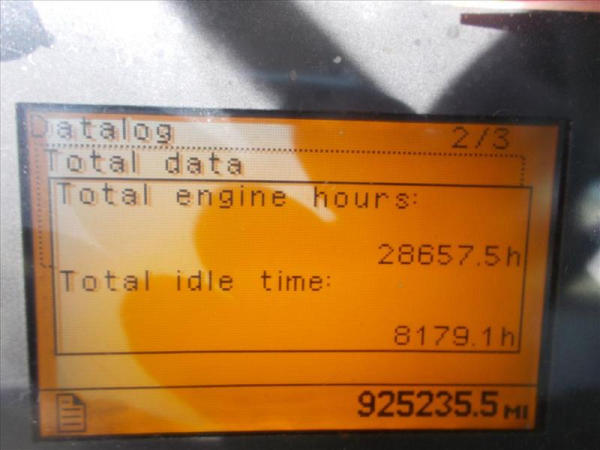 Datalog 2/3
Total data
Total engine hours:
28657.5h
Total idle time:
8179.1h
925235.5 MI